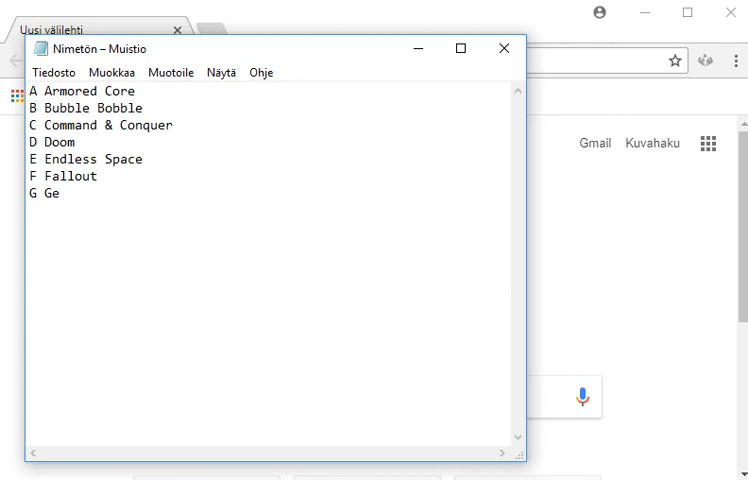 Uusi välilehti
Nimetön – Muistio
Tiedosto Muokkaa Muotoile Näytä Ohje
A Armored Core
B Bubble Bobble
C Command & Conquer
D Doom
E Endless Space
F Fallout
G Ge
Gmail Kuvahaku